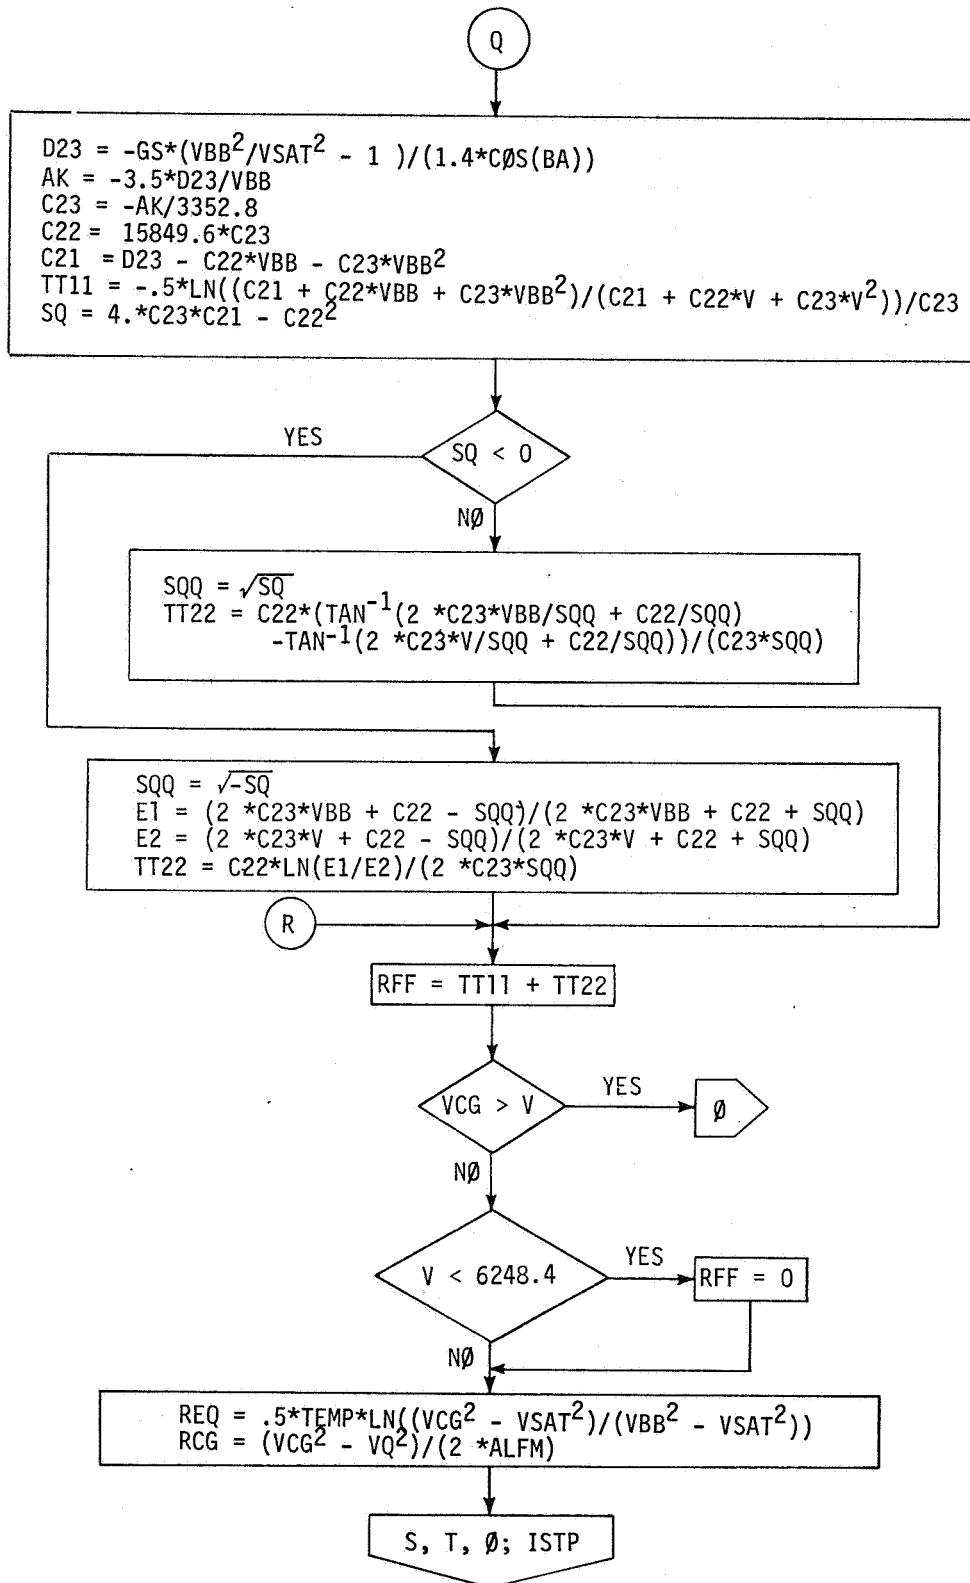 Q
D23 = -GS*(VBB²/VSAT² - 1 )/(1.4*CØS(BA))
AK = -3.5*D23/VBB
C23 = -AK/3352.8
C22 = 15849.6*C23
C21 = D23 - C22*VBB - C23*VBB²
TT11 = -.5*LN((C21 + C22*VBB + C23*VBB²)/(C21 + C22*V + C23*V²))/C23
SQ = 4.*C23*C21 - C22²
YES
SQ < 0
NØ
SQQ = √SQ
TT22 = C22*(TAN⁻¹(2 *C23*VBB/SQQ + C22/SQQ)
-TAN⁻¹(2 *C23*V/SQQ + C22/SQQ))/(C23*SQQ)
SQQ = √-SQ
E1 = (2 *C23*VBB + C22 - SQQ)/(2 *C23*VBB + C22 + SQQ)
E2 = (2 *C23*V + C22 - SQQ)/(2 *C23*V + C22 + SQQ)
TT22 = C22*LN(E1/E2)/(2 *C23*SQQ)
R
RFF = TT11 + TT22
VCG > V
YES
Ø
NØ
V < 6248.4
YES
RFF = 0
NØ
REQ = .5*TEMP*LN((VCG² - VSAT²)/(VBB² - VSAT²))
RCG = (VCG² - VQ²)/(2 *ALFM)
S, T, Ø; ISTP